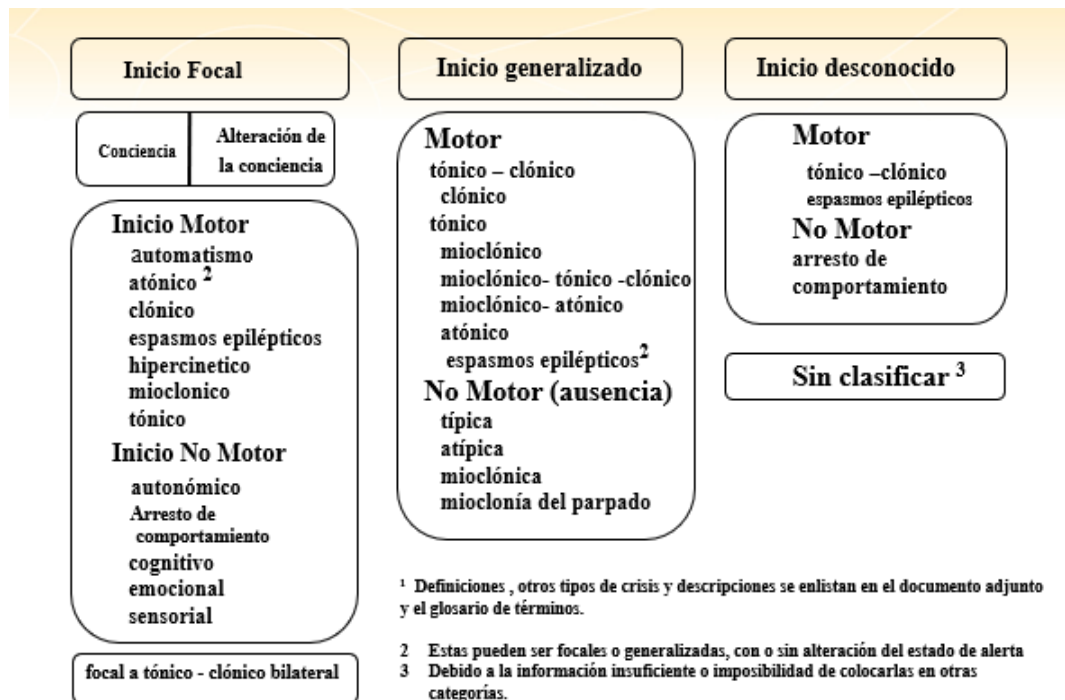 Inicio Focal
Conciencia
Alteración de
la conciencia
Inicio Motor
automatismo
atónico 2
clónico
espasmos epilépticos
hipercinetico
mioclonico
tónico
Inicio No Motor
autonómico
Arresto de
comportamiento
cognitivo
emocional
sensorial
focal a tónico - clónico bilateral
Inicio generalizado
Motor
tónico – clónico
clónico
tónico
mioclónico
mioclónico- tónico -clónico
mioclónico- atónico
atónico
espasmos epilépticos2
No Motor (ausencia)
típica
atípica
mioclónica
mioclonía del parpado
Inicio desconocido
Motor
tónico –clónico
espasmos epilépticos
No Motor
arresto de
comportamiento
Sin clasificar 3
1 Definiciones , otros tipos de crisis y descripciones se enlistan en el documento adjunto
y el glosario de términos.
2 Estas pueden ser focales o generalizadas, con o sin alteración del estado de alerta
3 Debido a la información insuficiente o imposibilidad de colocarlas en otras
categorías.